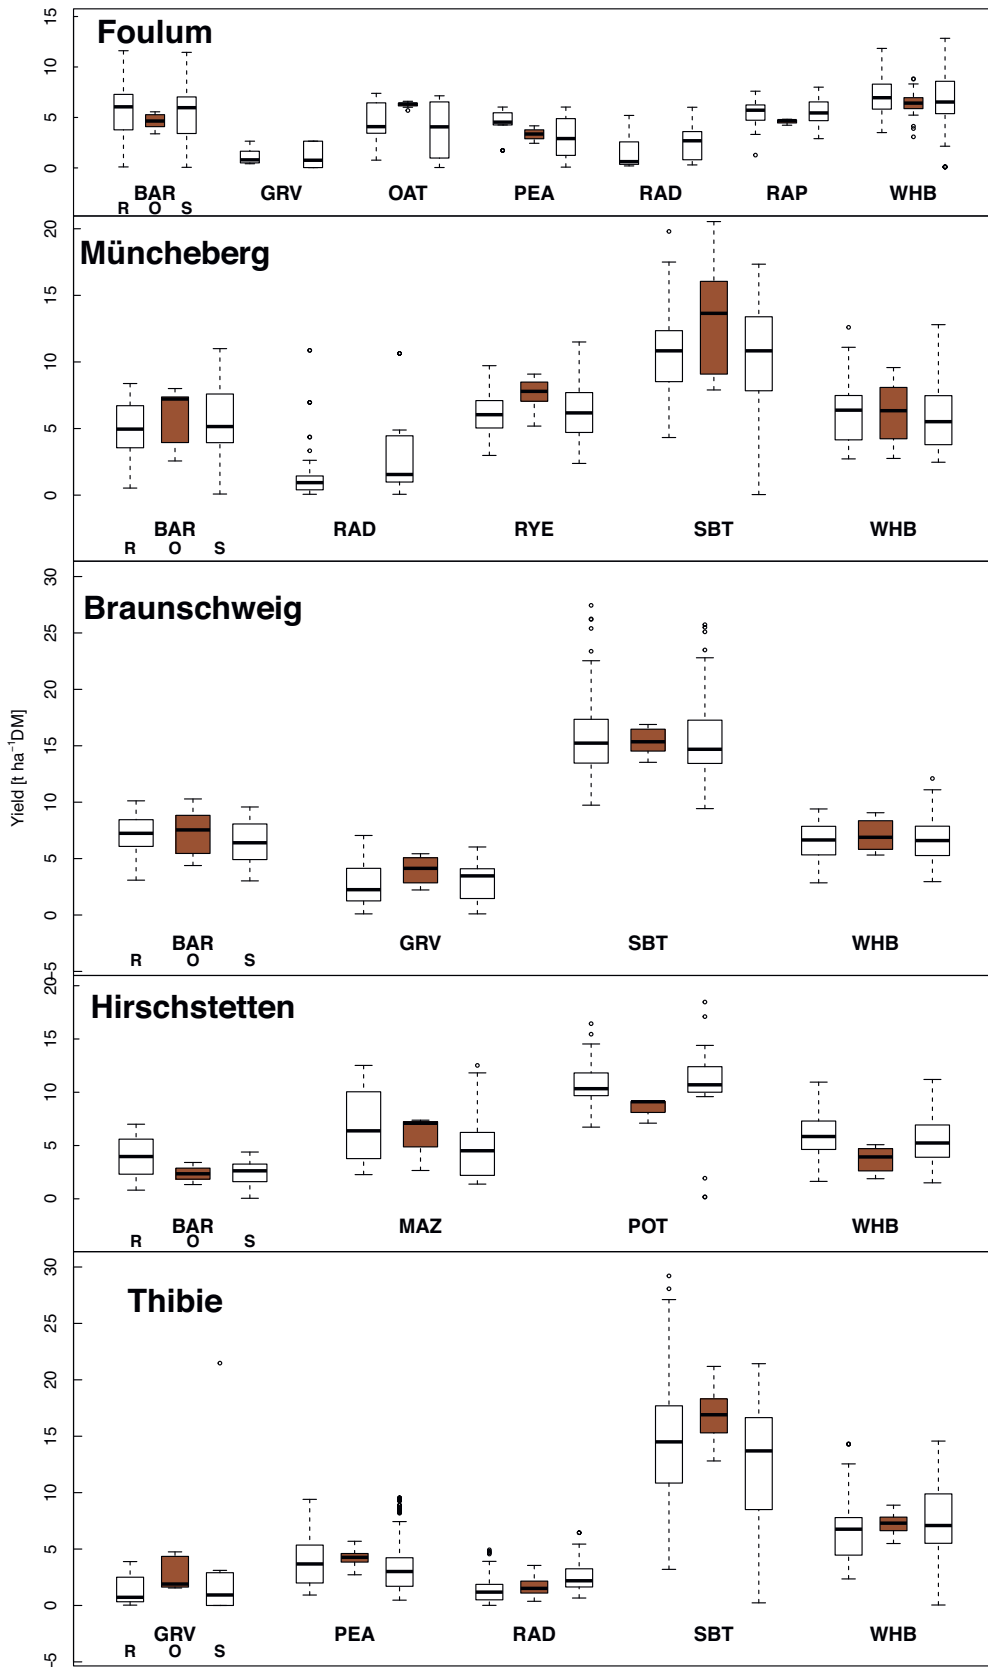 Foulum
0 5 10 15
BAR GRV OAT PEA RAD RAP WHB
R O S
Müncheberg
0 5 10 15 20
BAR RAD RYE SBT WHB
R O S
Braunschweig
-5 0 5 10 15 20 25 30
Yield [t ha⁻¹DM]
BAR GRV SBT WHB
R O S
Hirschstetten
0 5 10 15 20
BAR MAZ POT WHB
R O S
Thibie
-5 0 5 10 15 20 25 30
GRV PEA RAD SBT WHB
R O S